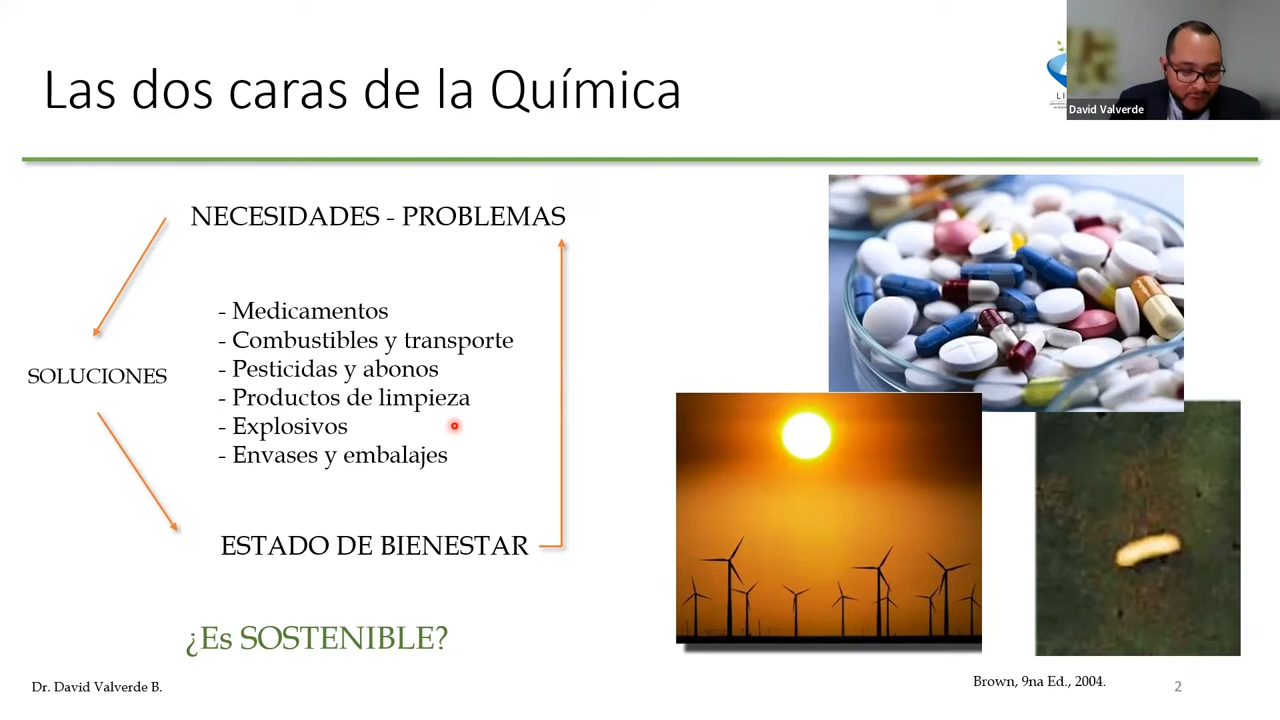 Las dos caras de la Química
David Valverde
NECESIDADES - PROBLEMAS
- Medicamentos
- Combustibles y transporte
- Pesticidas y abonos
- Productos de limpieza
- Explosivos
- Envases y embalajes
SOLUCIONES
ESTADO DE BIENESTAR
¿Es SOSTENIBLE?
Dr. David Valverde B.
Brown, 9na Ed., 2004.
2